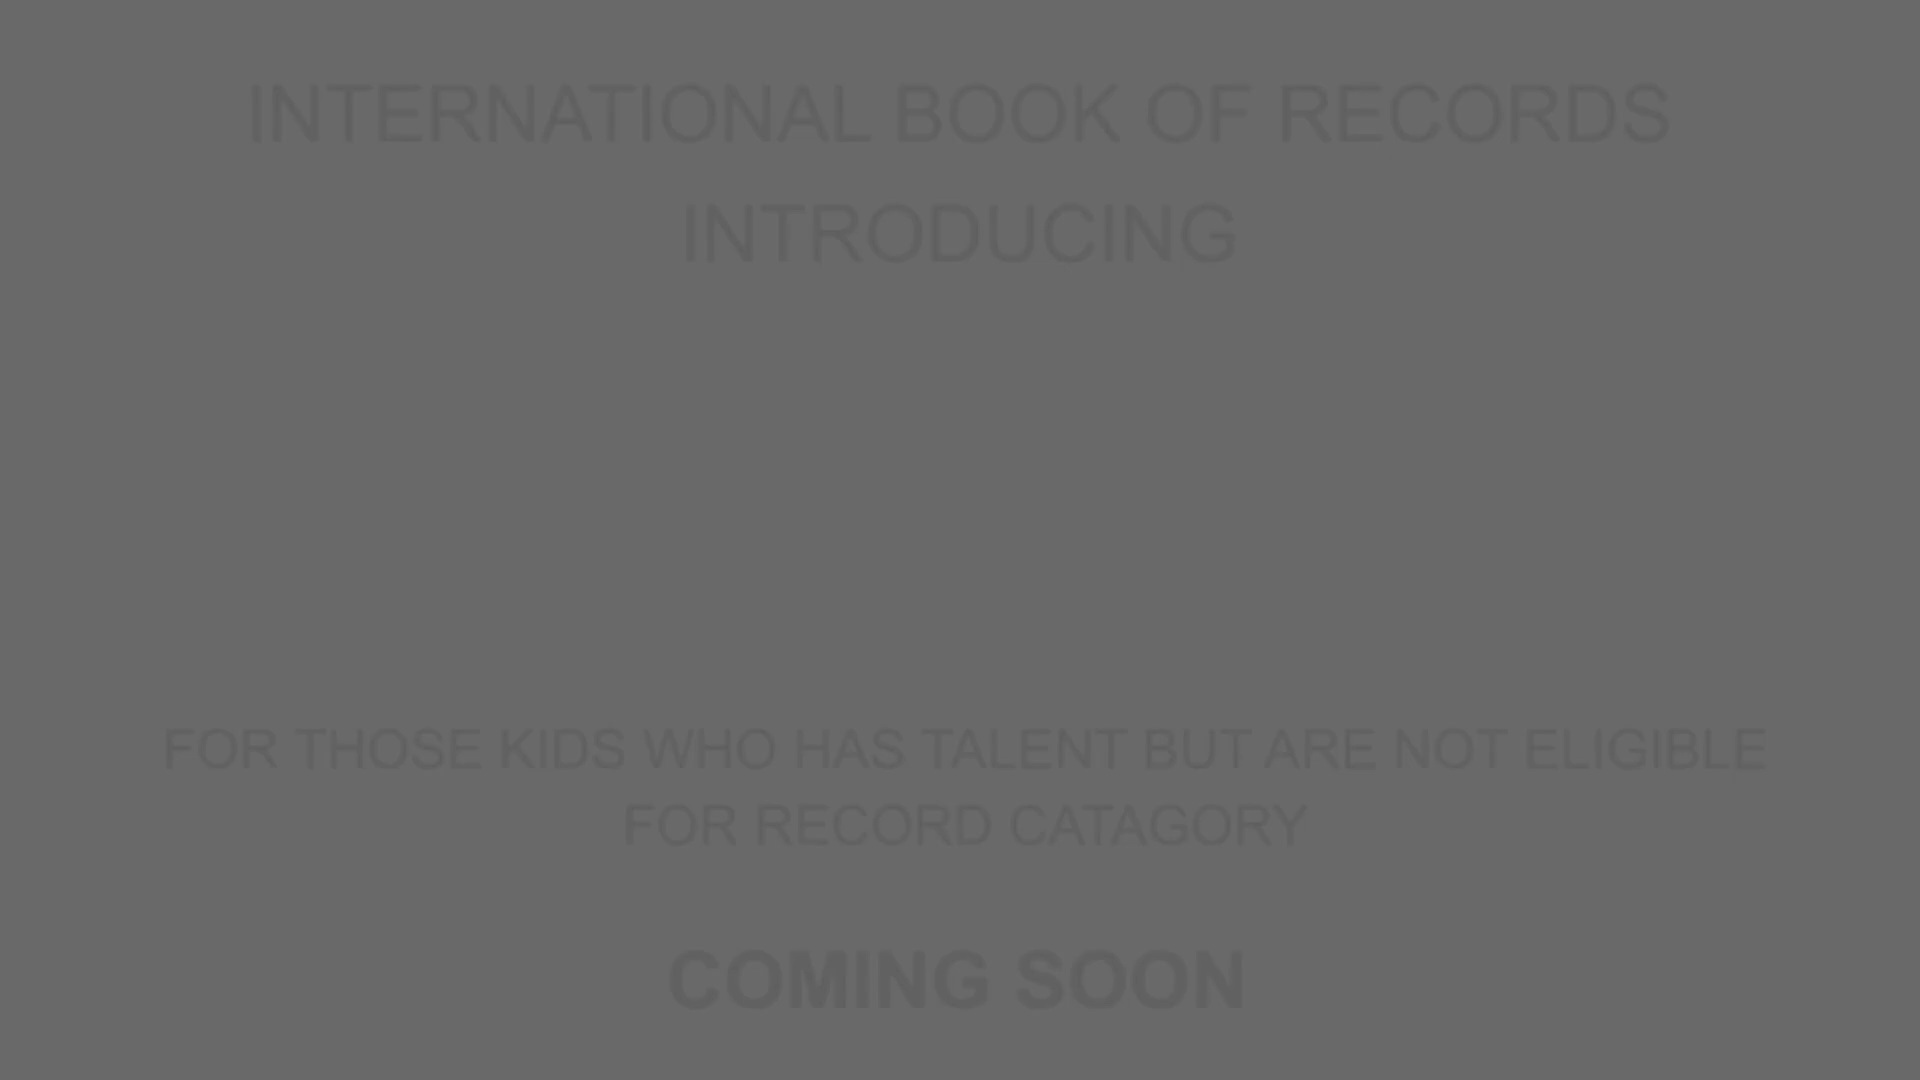 INTERNATIONAL BOOK OF RECORDS
INTRODUCING
FOR THOSE KIDS WHO HAS TALENT BUT ARE NOT ELIGIBLE
FOR RECORD CATAGORY
COMING SOON